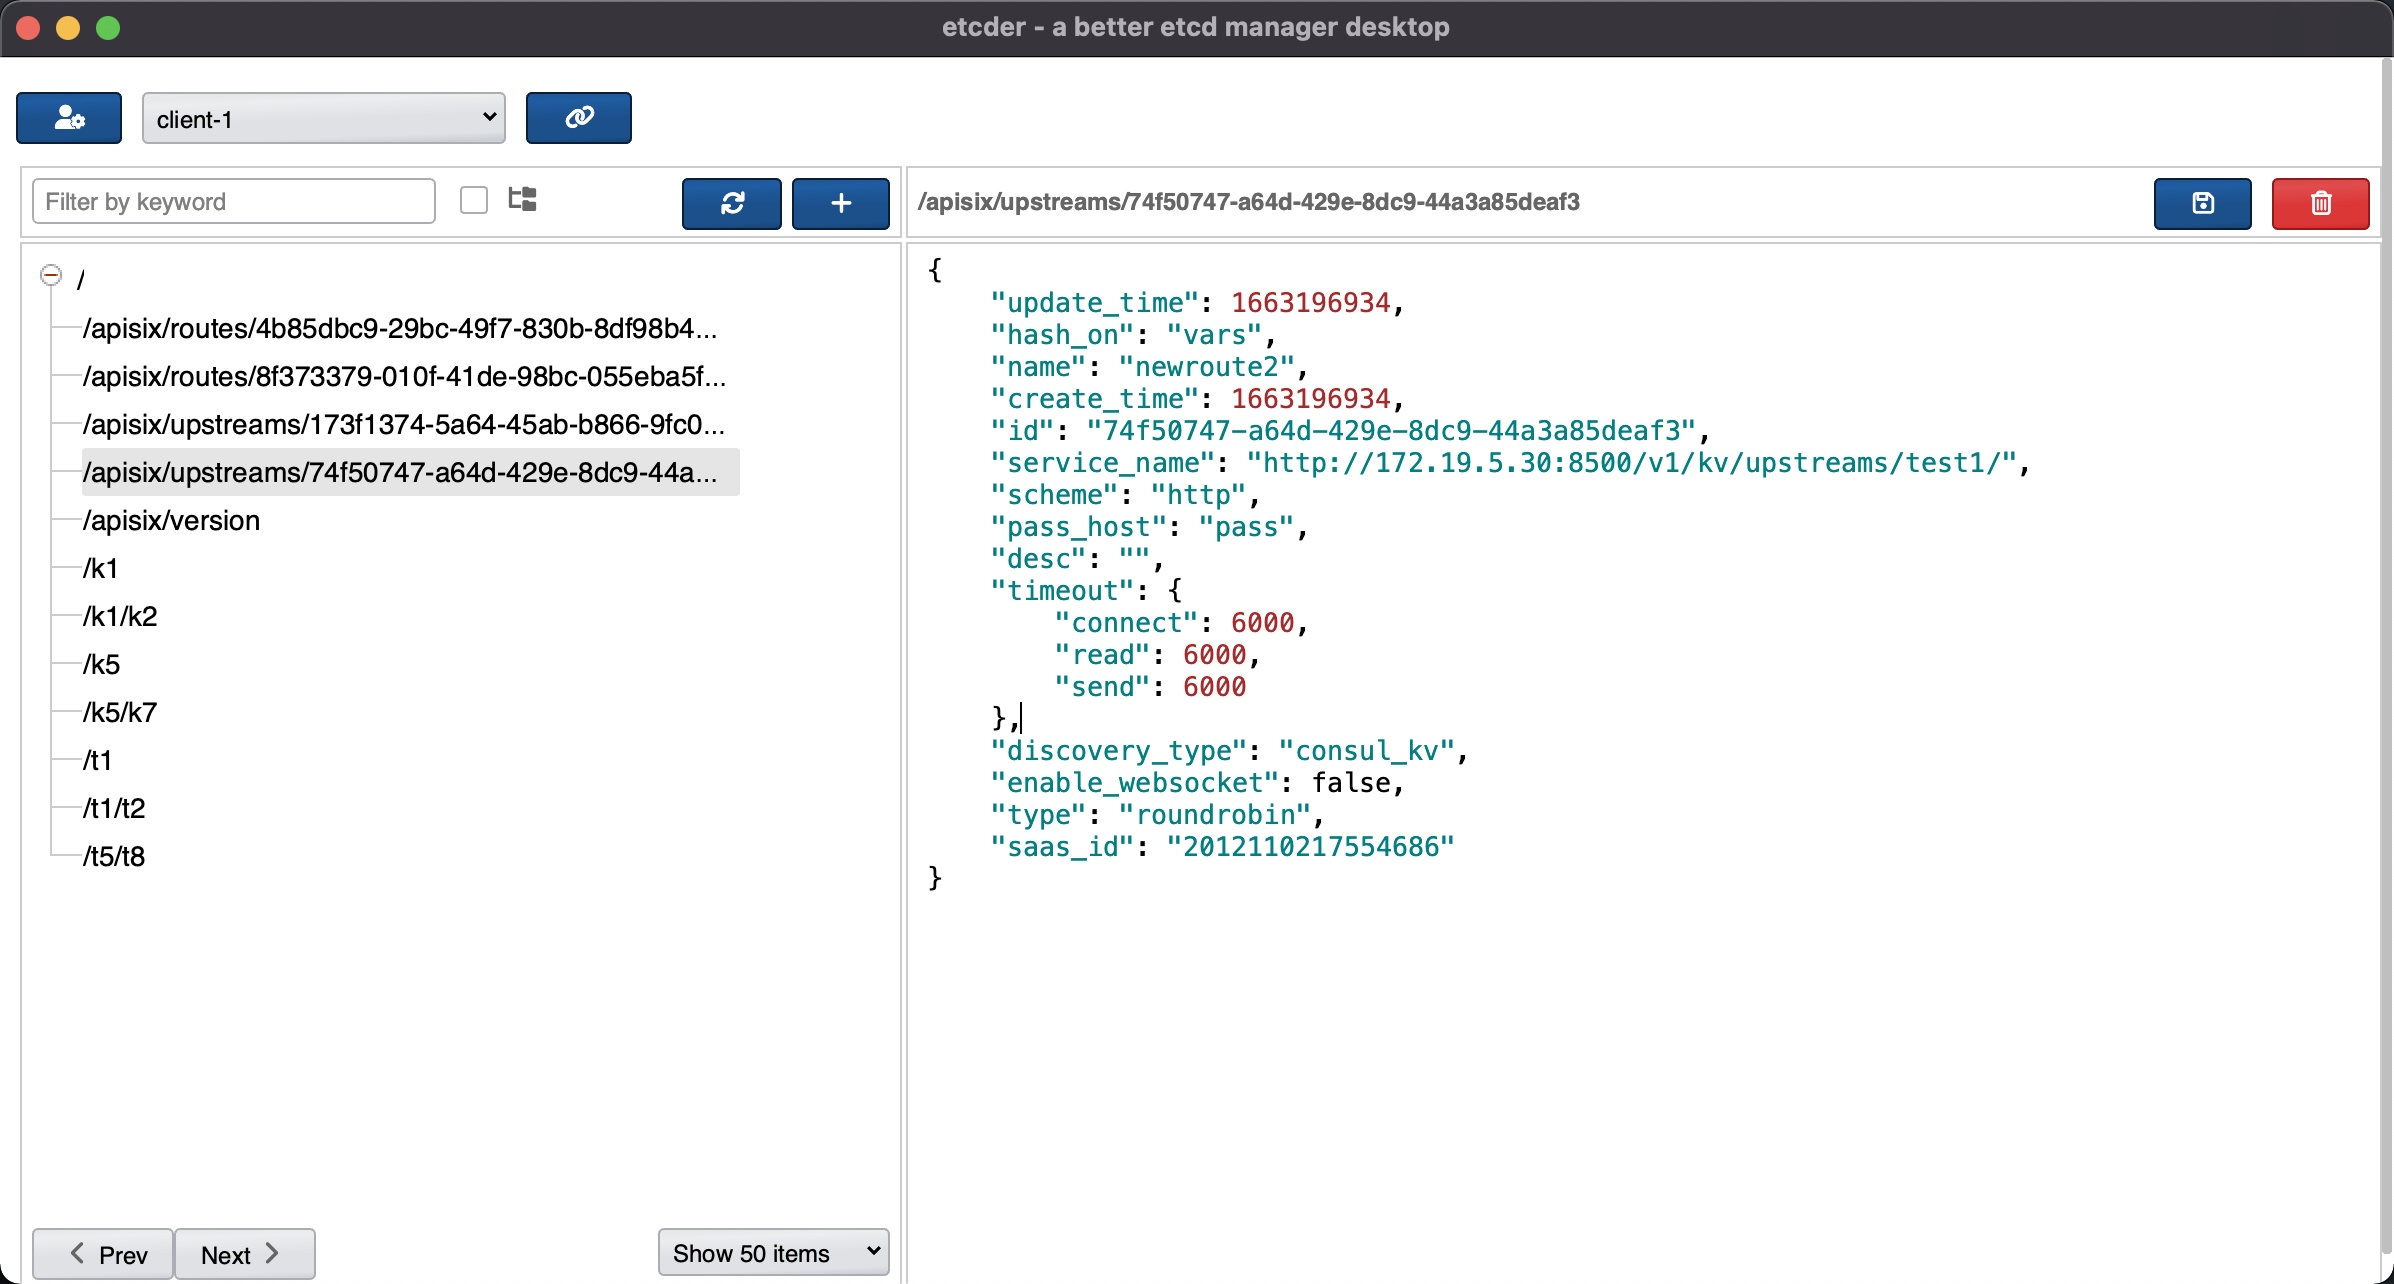 etcder - a better etcd manager desktop
client-1
Filter by keyword
/apisix/upstreams/74f50747-a64d-429e-8dc9-44a3a85deaf3
/
/apisix/routes/4b85dbc9-29bc-49f7-830b-8df98b4...
/apisix/routes/8f373379-010f-41de-98bc-055eba5f...
/apisix/upstreams/173f1374-5a64-45ab-b866-9fc0...
/apisix/upstreams/74f50747-a64d-429e-8dc9-44a...
/apisix/version
/k1
/k1/k2
/k5
/k5/k7
/t1
/t1/t2
/t5/t8
Prev
Next
Show 50 items
{
    "update_time": 1663196934,
    "hash_on": "vars",
    "name": "newroute2",
    "create_time": 1663196934,
    "id": "74f50747-a64d-429e-8dc9-44a3a85deaf3",
    "service_name": "http://172.19.5.30:8500/v1/kv/upstreams/test1/",
    "scheme": "http",
    "pass_host": "pass",
    "desc": "",
    "timeout": {
        "connect": 6000,
        "read": 6000,
        "send": 6000
    },
    "discovery_type": "consul_kv",
    "enable_websocket": false,
    "type": "roundrobin",
    "saas_id": "2012110217554686"
}